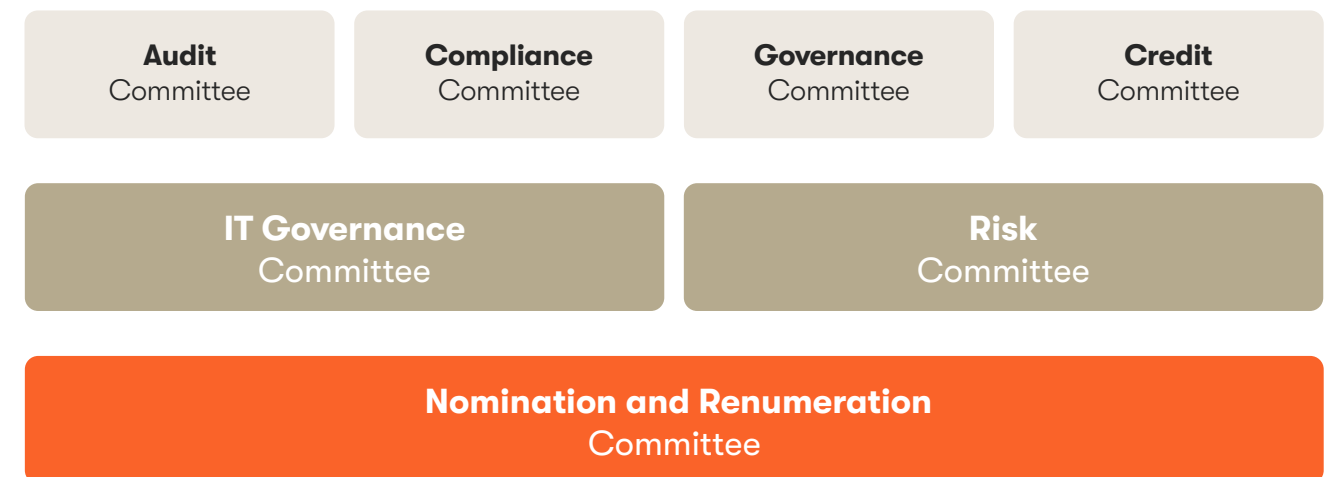 Audit
Committee
Compliance
Committee
Governance
Committee
Credit
Committee
IT Governance
Committee
Risk
Committee
Nomination and Renumeration
Committee